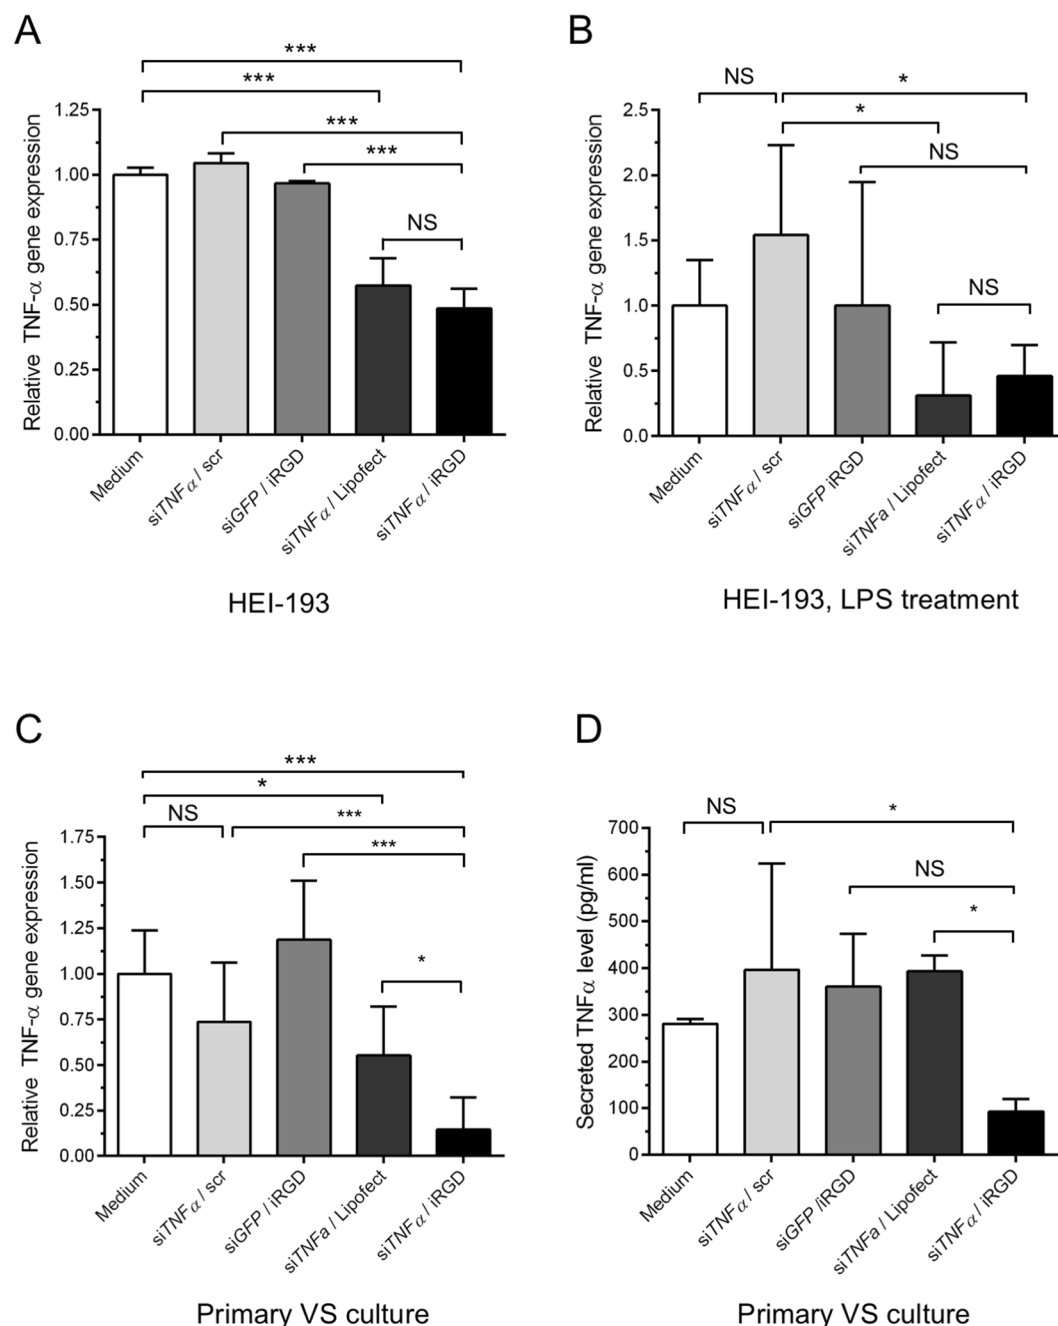 A
***
***
***
***
NS
Relative TNF-α gene expression
1.25
1.00
0.75
0.50
0.25
0.00
Medium
siTNFα / scr
siGFP / iRGD
siTNFα / Lipofect
siTNFα / iRGD
HEI-193
B
NS
*
*
NS
NS
Relative TNF-α gene expression
2.5
2.0
1.5
1.0
0.5
0.0
Medium
siTNFα / scr
siGFP iRGD
siTNFa / Lipofect
siTNFα / iRGD
HEI-193, LPS treatment
C
***
*
NS
***
***
*
Relative TNF-α gene expression
1.75
1.50
1.25
1.00
0.75
0.50
0.25
0.00
Medium
siTNFα / scr
siGFP / iRGD
siTNFa / Lipofect
siTNFα / iRGD
Primary VS culture
D
NS
*
NS
*
Secreted TNFα level (pg/ml)
700
600
500
400
300
200
100
0
Medium
siTNFα / scr
siGFP /iRGD
siTNFa / Lipofect
siTNFα / iRGD
Primary VS culture